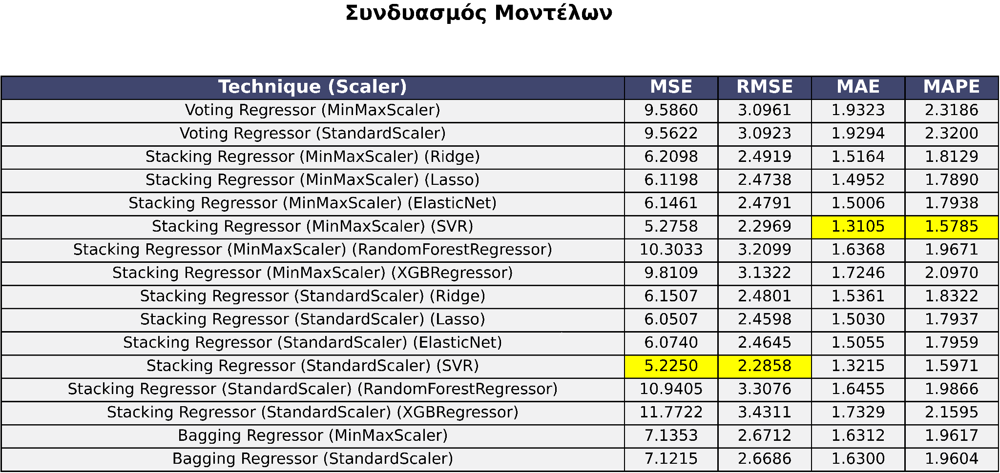 Συνδυασμός Μοντέλων
Technique (Scaler) MSE RMSE MAE MAPE
Voting Regressor (MinMaxScaler) 9.5860 3.0961 1.9323 2.3186
Voting Regressor (StandardScaler) 9.5622 3.0923 1.9294 2.3200
Stacking Regressor (MinMaxScaler) (Ridge) 6.2098 2.4919 1.5164 1.8129
Stacking Regressor (MinMaxScaler) (Lasso) 6.1198 2.4738 1.4952 1.7890
Stacking Regressor (MinMaxScaler) (ElasticNet) 6.1461 2.4791 1.5006 1.7938
Stacking Regressor (MinMaxScaler) (SVR) 5.2758 2.2969 1.3105 1.5785
Stacking Regressor (MinMaxScaler) (RandomForestRegressor) 10.3033 3.2099 1.6368 1.9671
Stacking Regressor (MinMaxScaler) (XGBRegressor) 9.8109 3.1322 1.7246 2.0970
Stacking Regressor (StandardScaler) (Ridge) 6.1507 2.4801 1.5361 1.8322
Stacking Regressor (StandardScaler) (Lasso) 6.0507 2.4598 1.5030 1.7937
Stacking Regressor (StandardScaler) (ElasticNet) 6.0740 2.4645 1.5055 1.7959
Stacking Regressor (StandardScaler) (SVR) 5.2250 2.2858 1.3215 1.5971
Stacking Regressor (StandardScaler) (RandomForestRegressor) 10.9405 3.3076 1.6455 1.9866
Stacking Regressor (StandardScaler) (XGBRegressor) 11.7722 3.4311 1.7329 2.1595
Bagging Regressor (MinMaxScaler) 7.1353 2.6712 1.6312 1.9617
Bagging Regressor (StandardScaler) 7.1215 2.6686 1.6300 1.9604